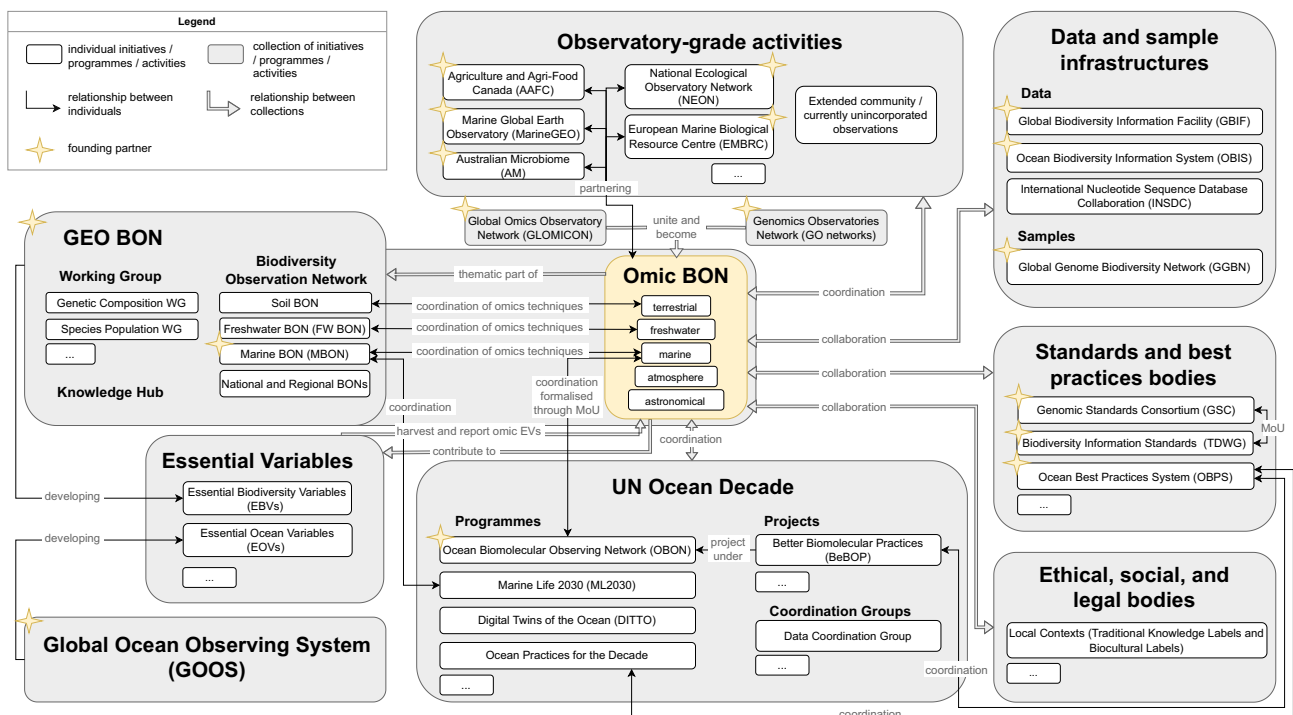 Legend
individual initiatives /
programmes / activities
collection of initiatives
/ programmes /
activities
relationship between
individuals
relationship between
collections
founding partner
Observatory-grade activities
Agriculture and Agri-Food
Canada (AAFC)
Marine Global Earth
Observatory (MarineGEO)
Australian Microbiome
(AM)
National Ecological
Observatory Network
(NEON)
European Marine Biological
Resource Centre (EMBRC)
...
Extended community /
currently unincorporated
observations
partnering
Global Omics Observatory
Network (GLOMICON)
unite and
become
Genomics Observatories
Network (GO networks)
Data and sample
infrastructures
Data
Global Biodiversity Information Facility (GBIF)
Ocean Biodiversity Information System (OBIS)
International Nucleotide Sequence Database
Collaboration (INSDC)
Samples
Global Genome Biodiversity Network (GGBN)
GEO BON
Working Group
Genetic Composition WG
Species Population WG
...
Knowledge Hub
Biodiversity
Observation Network
Soil BON
Freshwater BON (FW BON)
Marine BON (MBON)
National and Regional BONs
thematic part of
coordination of omics techniques
coordination of omics techniques
coordination of omics techniques
coordination
formalised
through MoU
coordination
Omic BON
terrestrial
freshwater
marine
atmosphere
astronomical
coordination
collaboration
collaboration
collaboration
coordination
harvest and report omic EVs
contribute to
Standards and best
practices bodies
Genomic Standards Consortium (GSC)
MoU
Biodiversity Information Standards (TDWG)
Ocean Best Practices System (OBPS)
...
Essential Variables
Essential Biodiversity Variables
(EBVs)
Essential Ocean Variables
(EOVs)
...
developing
developing
Global Ocean Observing System
(GOOS)
UN Ocean Decade
Programmes
Ocean Biomolecular Observing Network (OBON)
Marine Life 2030 (ML2030)
Digital Twins of the Ocean (DITTO)
Ocean Practices for the Decade
...
project
under
Projects
Better Biomolecular Practices
(BeBOP)
...
Coordination Groups
Data Coordination Group
...
Ethical, social, and
legal bodies
Local Contexts (Traditional Knowledge Labels and
Biocultural Labels)
...
coordination
coordination